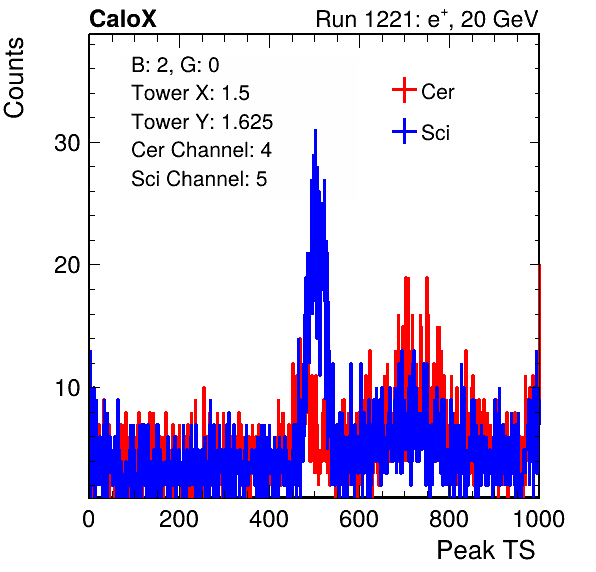 CaloX Run 1221: e⁺, 20 GeV
Counts
B: 2, G: 0
Tower X: 1.5
Tower Y: 1.625
Cer Channel: 4
Sci Channel: 5
Cer
Sci
30
20
10
0 200 400 600 800 1000
Peak TS